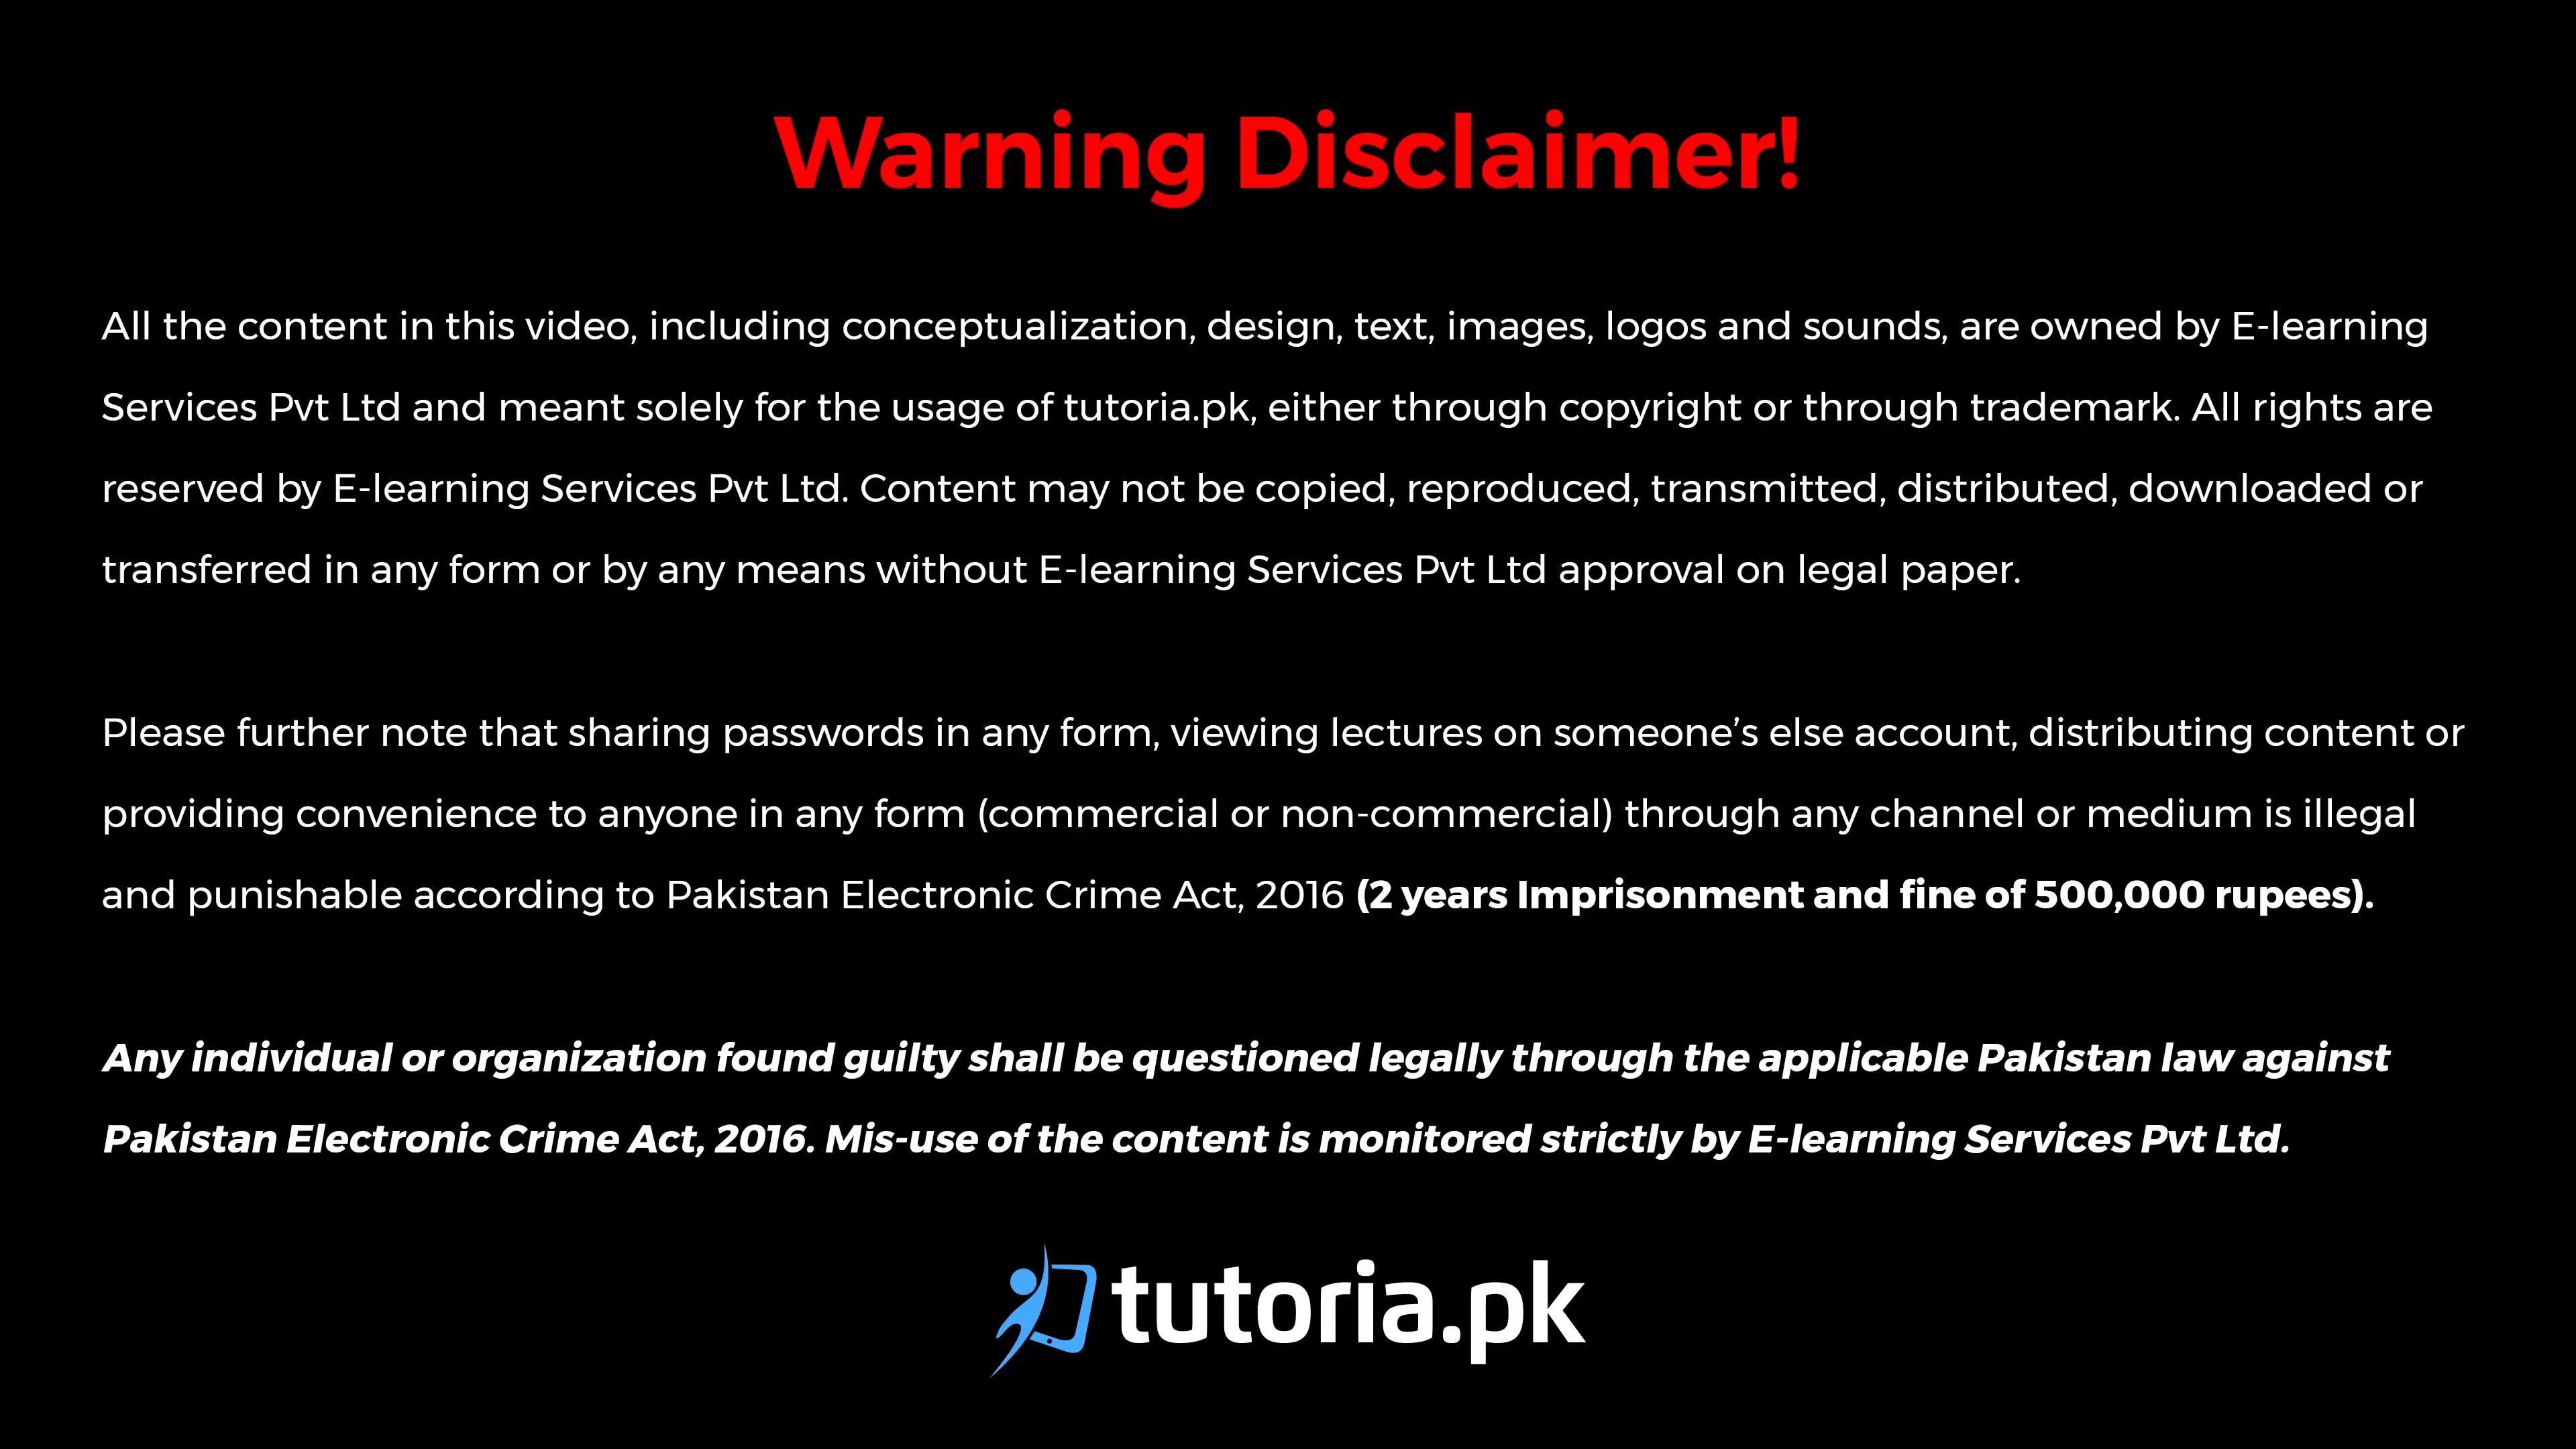 Warning Disclaimer!
All the content in this video, including conceptualization, design, text, images, logos and sounds, are owned by E-learning
Services Pvt Ltd and meant solely for the usage of tutoria.pk, either through copyright or through trademark. All rights are
reserved by E-learning Services Pvt Ltd. Content may not be copied, reproduced, transmitted, distributed, downloaded or
transferred in any form or by any means without E-learning Services Pvt Ltd approval on legal paper.
Please further note that sharing passwords in any form, viewing lectures on someone’s else account, distributing content or
providing convenience to anyone in any form (commercial or non-commercial) through any channel or medium is illegal
and punishable according to Pakistan Electronic Crime Act, 2016 (2 years Imprisonment and fine of 500,000 rupees).
Any individual or organization found guilty shall be questioned legally through the applicable Pakistan law against
Pakistan Electronic Crime Act, 2016. Mis-use of the content is monitored strictly by E-learning Services Pvt Ltd.
tutoria.pk